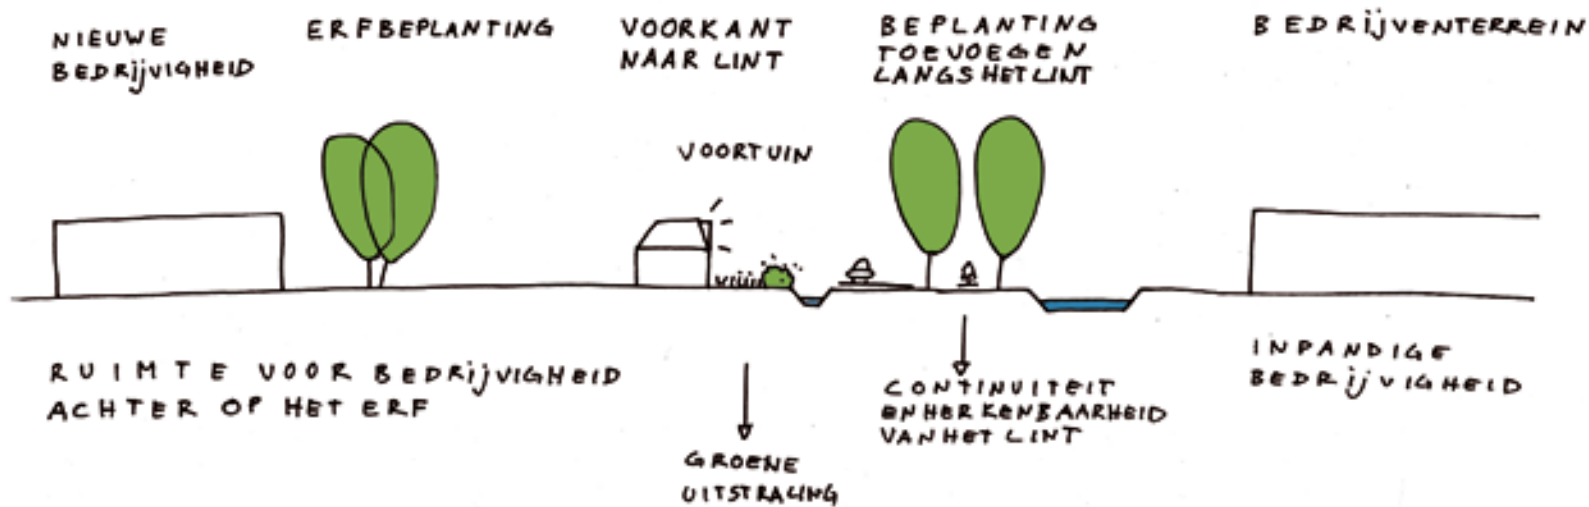 NIEUWE
BEDRijVIGHEID
ERFBEPLANTING
VOORKANT
NAAR LINT
BEPLANTING
TOEVOEGEN
LANGS HET LINT
BEDRijVENTERREIN
VOORTUIN
RUIMTE VOOR BEDRijVIGHEID
ACHTER OP HET ERF
GROENE
UITSTRALING
CONTINUITEIT
EN HERKENBAARHEID
VAN HET LINT
INPANDIGE
BEDRijVIGHEID